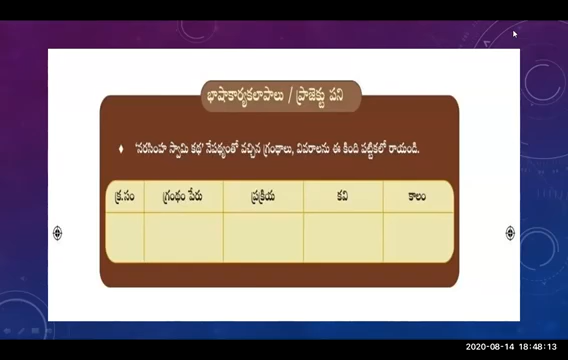 భాషాకార్యకలాపాలు / ప్రాజెక్టు పని
♦ 'నరసింహ స్వామి కథ' నేపథ్యంతో వచ్చిన గ్రంథాలు, వివరాలను ఈ కింది పట్టికలో రాయండి.
క్ర.సం గ్రంథం పేరు ప్రక్రియ కవి కాలం
2020-08-14 18:48:13